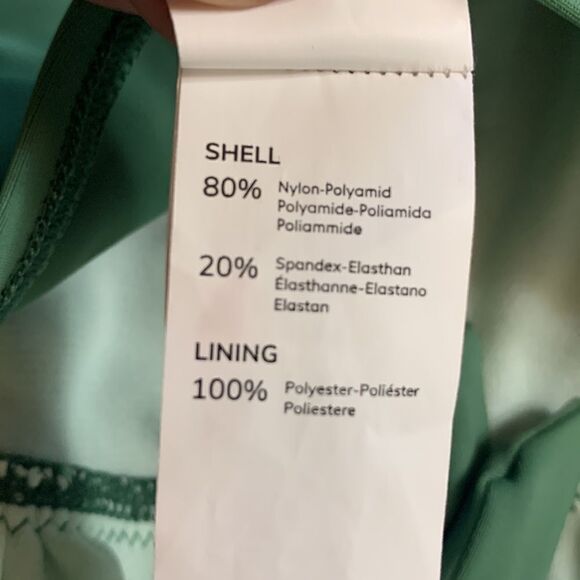 SHELL
80% Nylon-Polyamid
Polyamide-Poliamida
Poliammide
20% Spandex-Elasthan
Élasthanne-Elastano
Elastan
LINING
100% Polyester-Poliéster
Poliestere